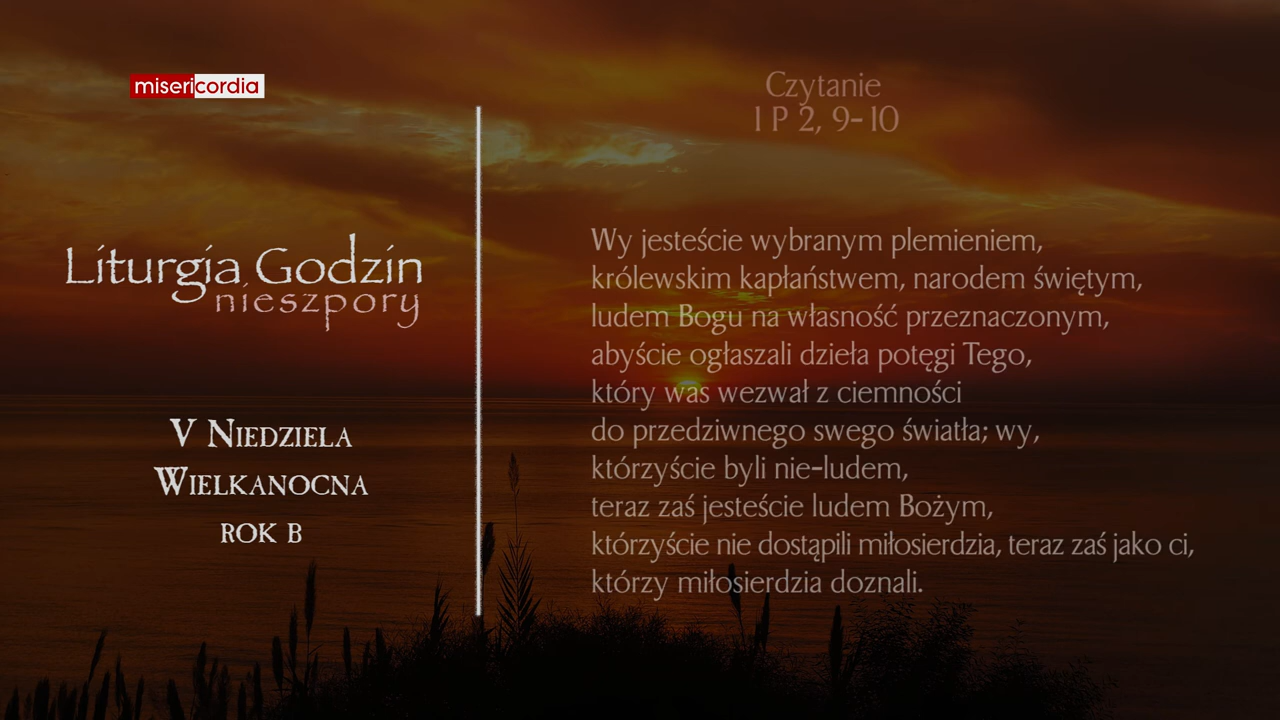 misericordia
Liturgia Godzin
nieszpory
V Niedziela
Wielkanocna
rok B
Czytanie
1 P 2, 9-10
Wy jesteście wybranym plemieniem,
królewskim kapłaństwem, narodem świętym,
ludem Bogu na własność przeznaczonym,
abyście ogłaszali dzieła potęgi Tego,
który was wezwał z ciemności
do przedziwnego swego światła; wy,
którzyście byli nie-ludem,
teraz zaś jesteście ludem Bożym,
którzyście nie dostąpili miłosierdzia, teraz zaś jako ci,
którzy miłosierdzia doznali.